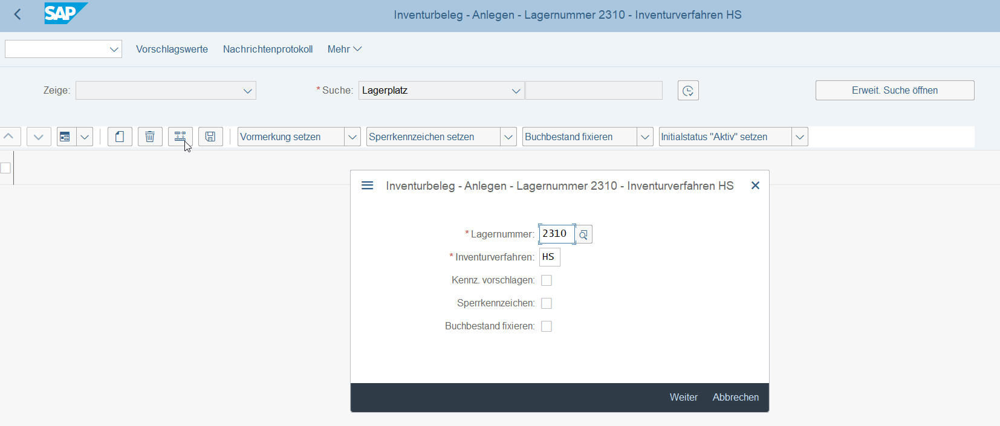 SAP
Inventurbeleg - Anlegen - Lagernummer 2310 - Inventurverfahren HS
Vorschlagswerte Nachrichtenprotokoll Mehr
Zeige: * Suche: Lagerplatz Erweit. Suche öffnen
Vormerkung setzen Sperrkennzeichen setzen Buchbestand fixieren Initialstatus "Aktiv" setzen
Inventurbeleg - Anlegen - Lagernummer 2310 - Inventurverfahren HS
* Lagernummer: 2310
* Inventurverfahren: HS
Kennz. vorschlagen:
Sperrkennzeichen:
Buchbestand fixieren:
Weiter Abbrechen